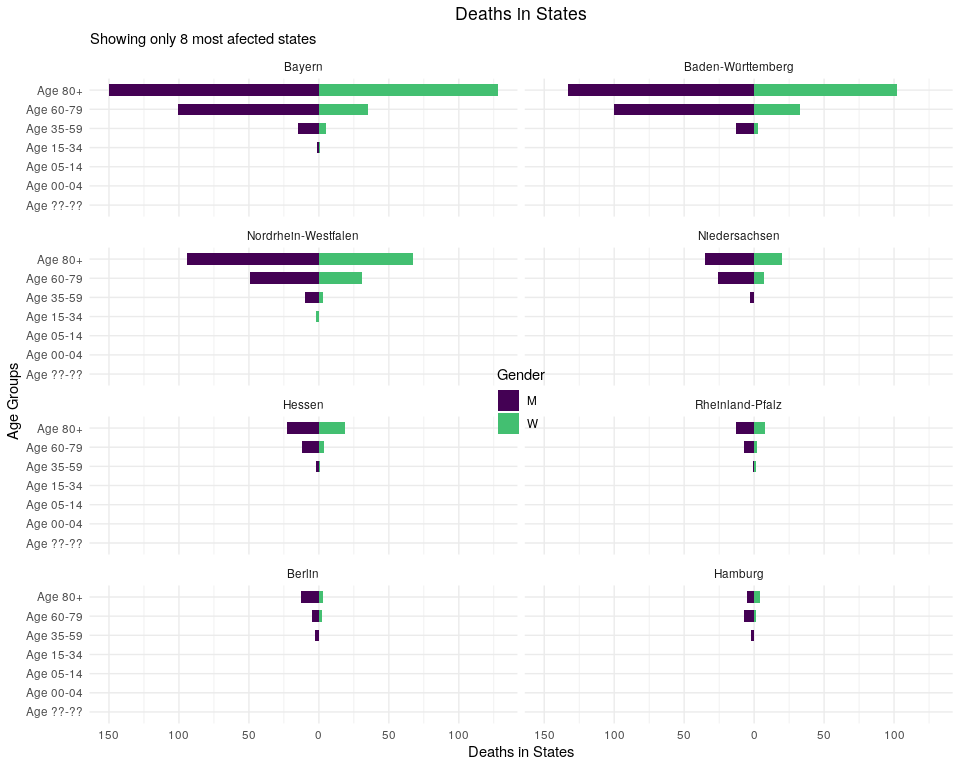 Deaths in States
Showing only 8 most afected states
Bayern
Baden-Württemberg
Age 80+
Age 60-79
Age 35-59
Age 15-34
Age 05-14
Age 00-04
Age ??-??
Nordrhein-Westfalen
Niedersachsen
Age 80+
Age 60-79
Age 35-59
Age 15-34
Age 05-14
Age 00-04
Age ??-??
Age Groups
Gender
M
W
Hessen
Rheinland-Pfalz
Age 80+
Age 60-79
Age 35-59
Age 15-34
Age 05-14
Age 00-04
Age ??-??
Berlin
Hamburg
Age 80+
Age 60-79
Age 35-59
Age 15-34
Age 05-14
Age 00-04
Age ??-??
150 100 50 0 50 100 150 100 50 0 50 100
Deaths in States